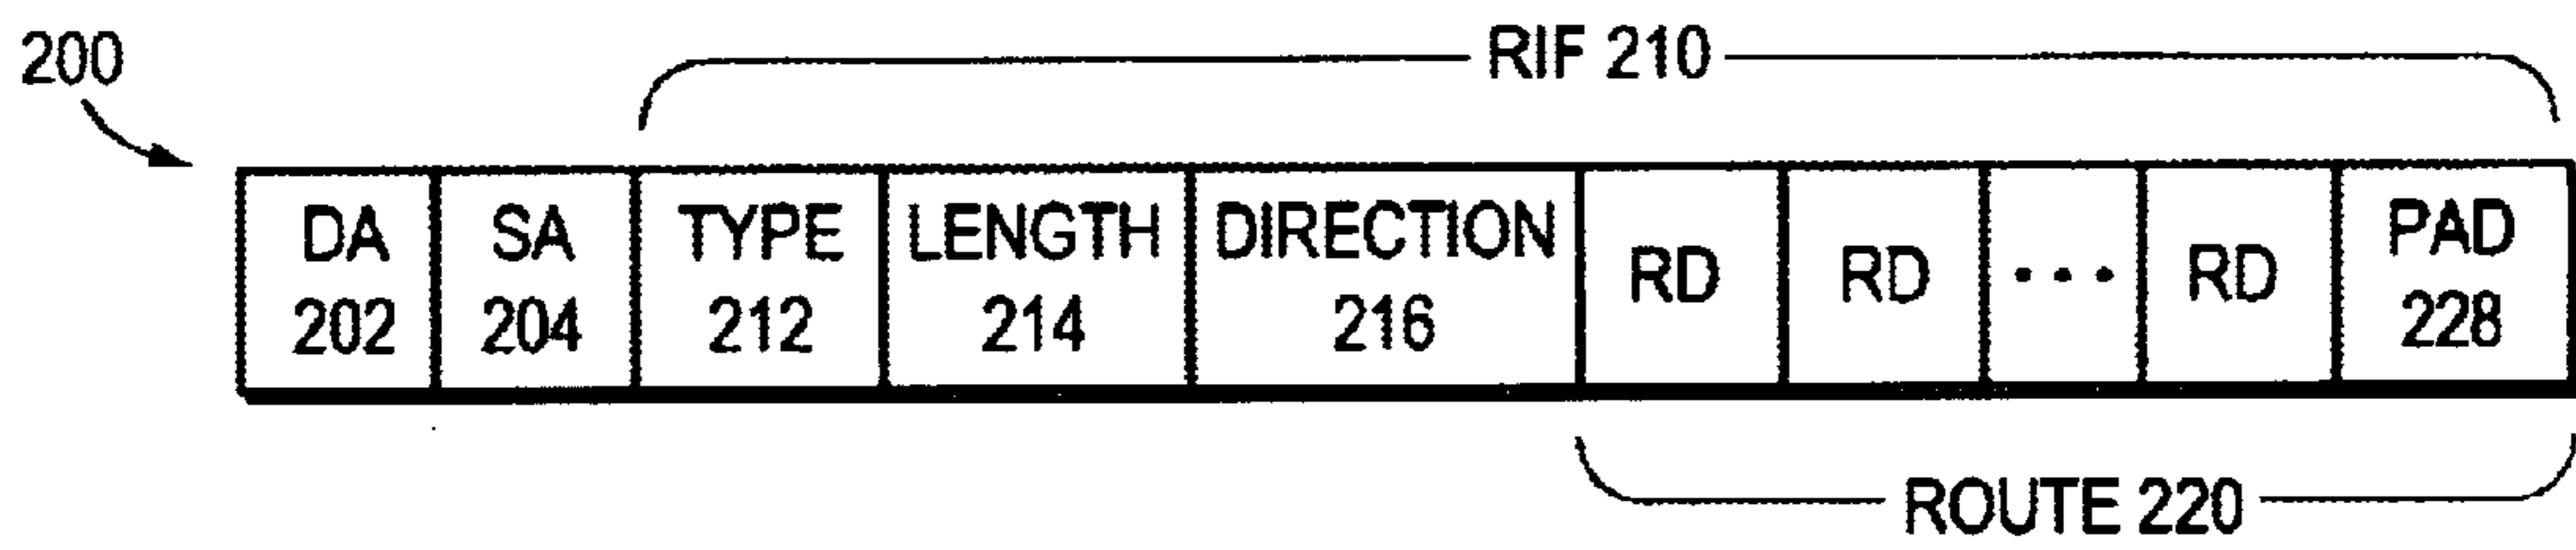 200
RIF 210
DA SA TYPE LENGTH DIRECTION RD RD ... RD PAD
202 204 212 214 216 228
ROUTE 220